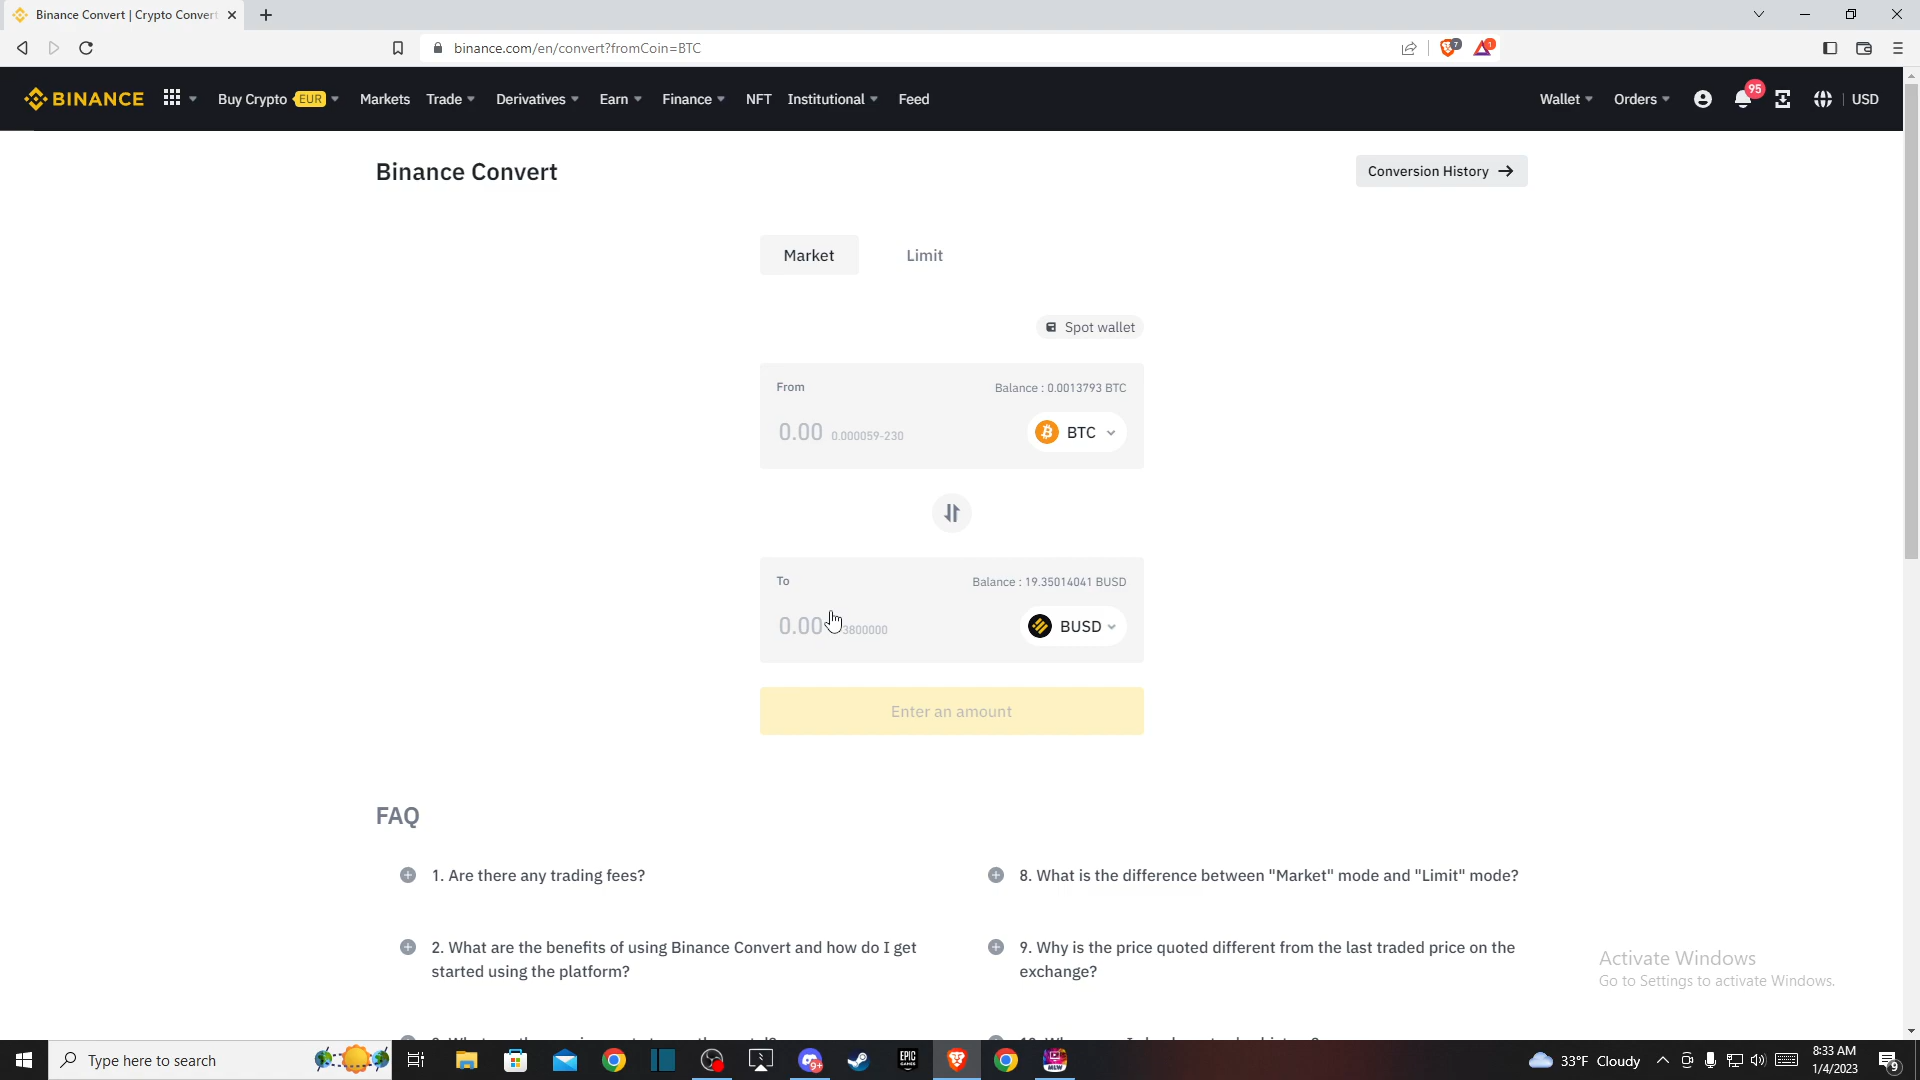 Binance Convert | Crypto Convert
binance.com/en/convert?fromCoin=BTC
7
1
BINANCE
Buy Crypto EUR
Markets
Trade
Derivatives
Earn
Finance
NFT
Institutional
Feed
Wallet
Orders
95
USD
Binance Convert
Conversion History
Market
Limit
Spot wallet
From
Balance : 0.0013793 BTC
0.00 0.000059-230
BTC
To
Balance : 19.35014041 BUSD
0.00 3800000
BUSD
Enter an amount
FAQ
1. Are there any trading fees?
8. What is the difference between "Market" mode and "Limit" mode?
2. What are the benefits of using Binance Convert and how do I get
started using the platform?
9. Why is the price quoted different from the last traded price on the
exchange?
Activate Windows
Go to Settings to activate Windows.
Type here to search
9+
EPIC
GAMES
33°F Cloudy
8:33 AM
1/4/2023
9